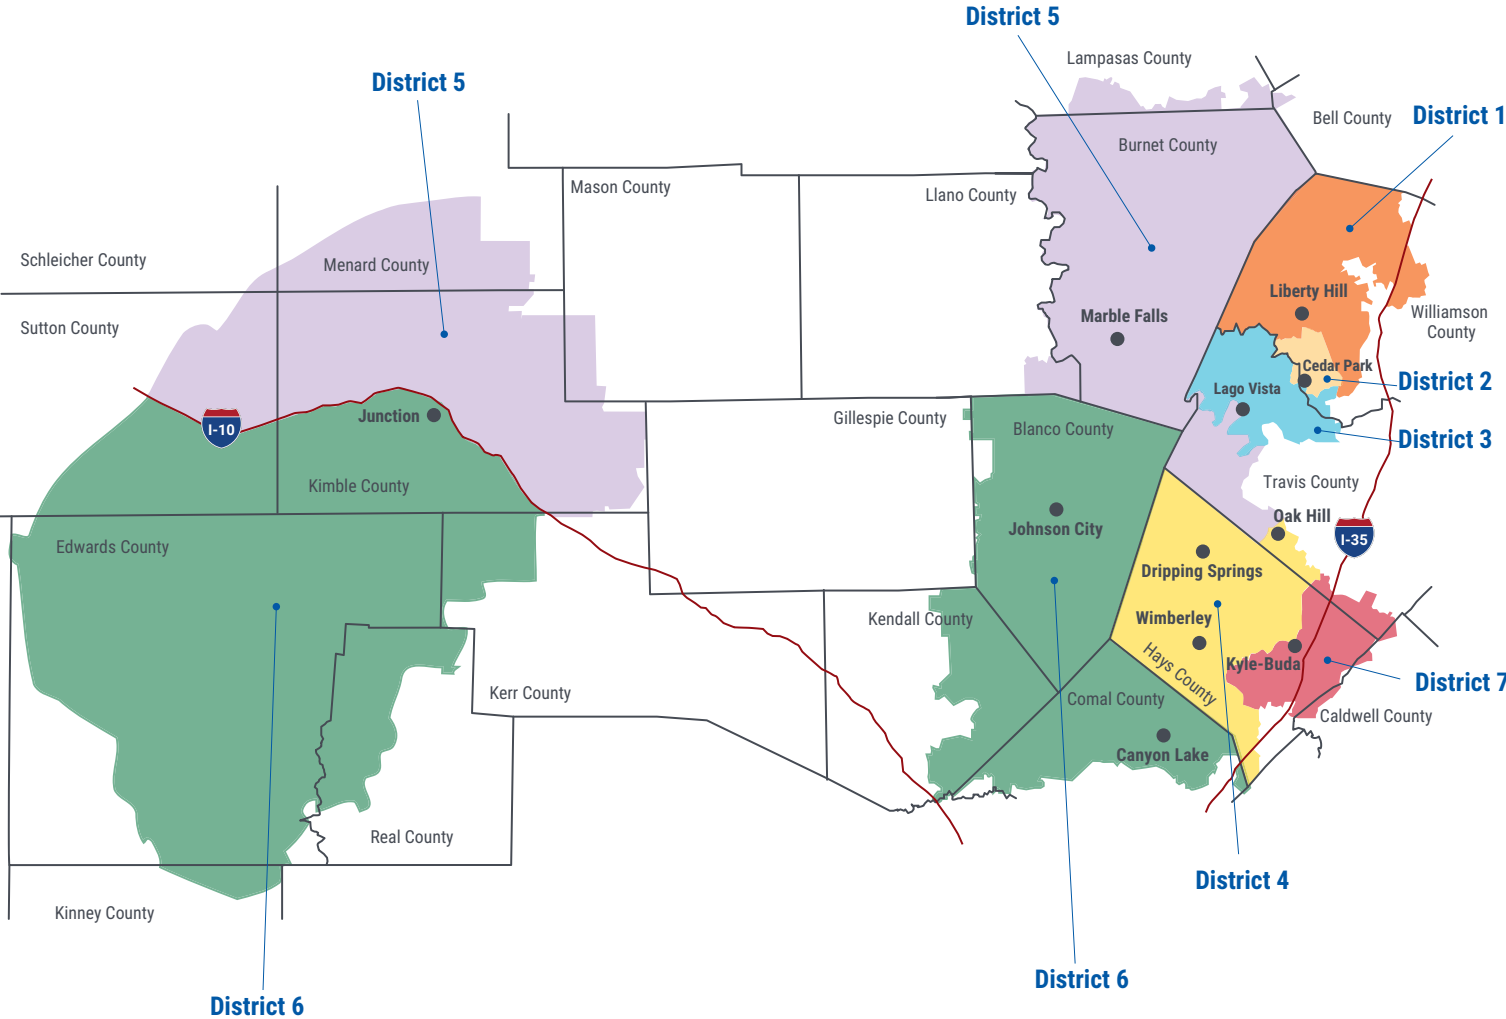 District 5
Lampasas County
District 5
District 1
Bell County
Burnet County
Mason County
Llano County
Schleicher County
Menard County
Liberty Hill
Marble Falls
Williamson
County
Sutton County
Cedar Park
District 2
Lago Vista
Junction
Gillespie County
I-10
Blanco County
District 3
Kimble County
Travis County
Oak Hill
Johnson City
I-35
Edwards County
Dripping Springs
Kendall County
Wimberley
Hays County
Kyle-Buda
District 7
Kerr County
Comal County
Caldwell County
Canyon Lake
Real County
District 4
Kinney County
District 6
District 6